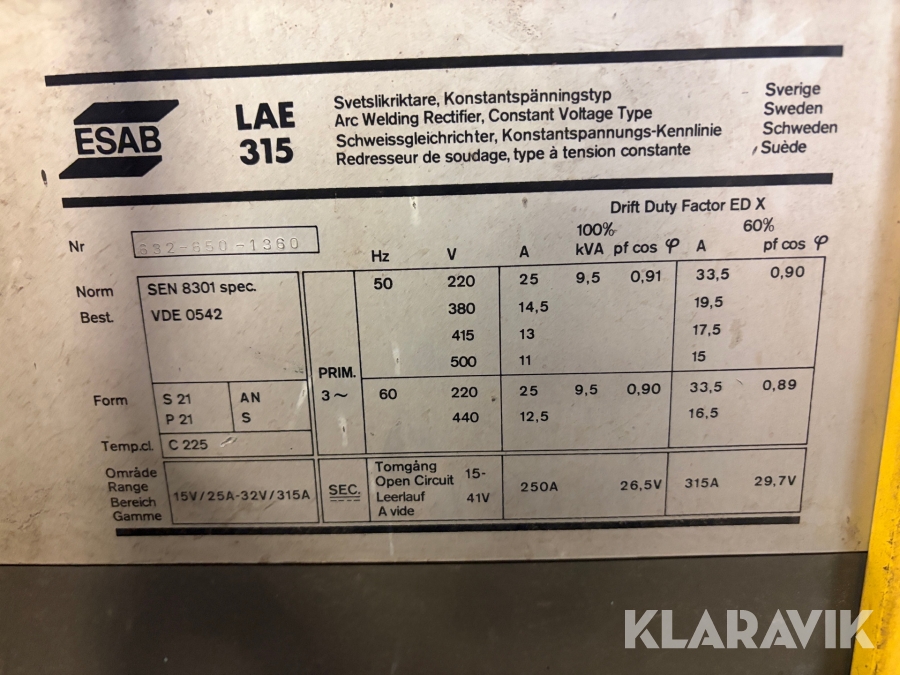 ESAB
LAE
315
Svetslikriktare, Konstantspänningstyp
Arc Welding Rectifier, Constant Voltage Type
Schweissgleichrichter, Konstantspannungs-Kennlinie
Redresseur de soudage, type à tension constante
Sverige
Sweden
Schweden
Suède
Drift Duty Factor ED X
100% 60%
Nr 632-650-1360
Hz V A kVA pf cos φ A pf cos φ
Norm SEN 8301 spec.
Best. VDE 0542
PRIM.
3~
50 220 25 9,5 0,91 33,5 0,90
380 14,5 19,5
415 13 17,5
500 11 15
60 220 25 9,5 0,90 33,5 0,89
440 12,5 16,5
Form S 21 AN
P 21 S
Temp.cl. C 225
Område
Range
Bereich
Gamme
15V/25A-32V/315A
SEC.
Tomgång
Open Circuit
Leerlauf
A vide
15-
41V
250A 26,5V 315A 29,7V
KLARAVIK